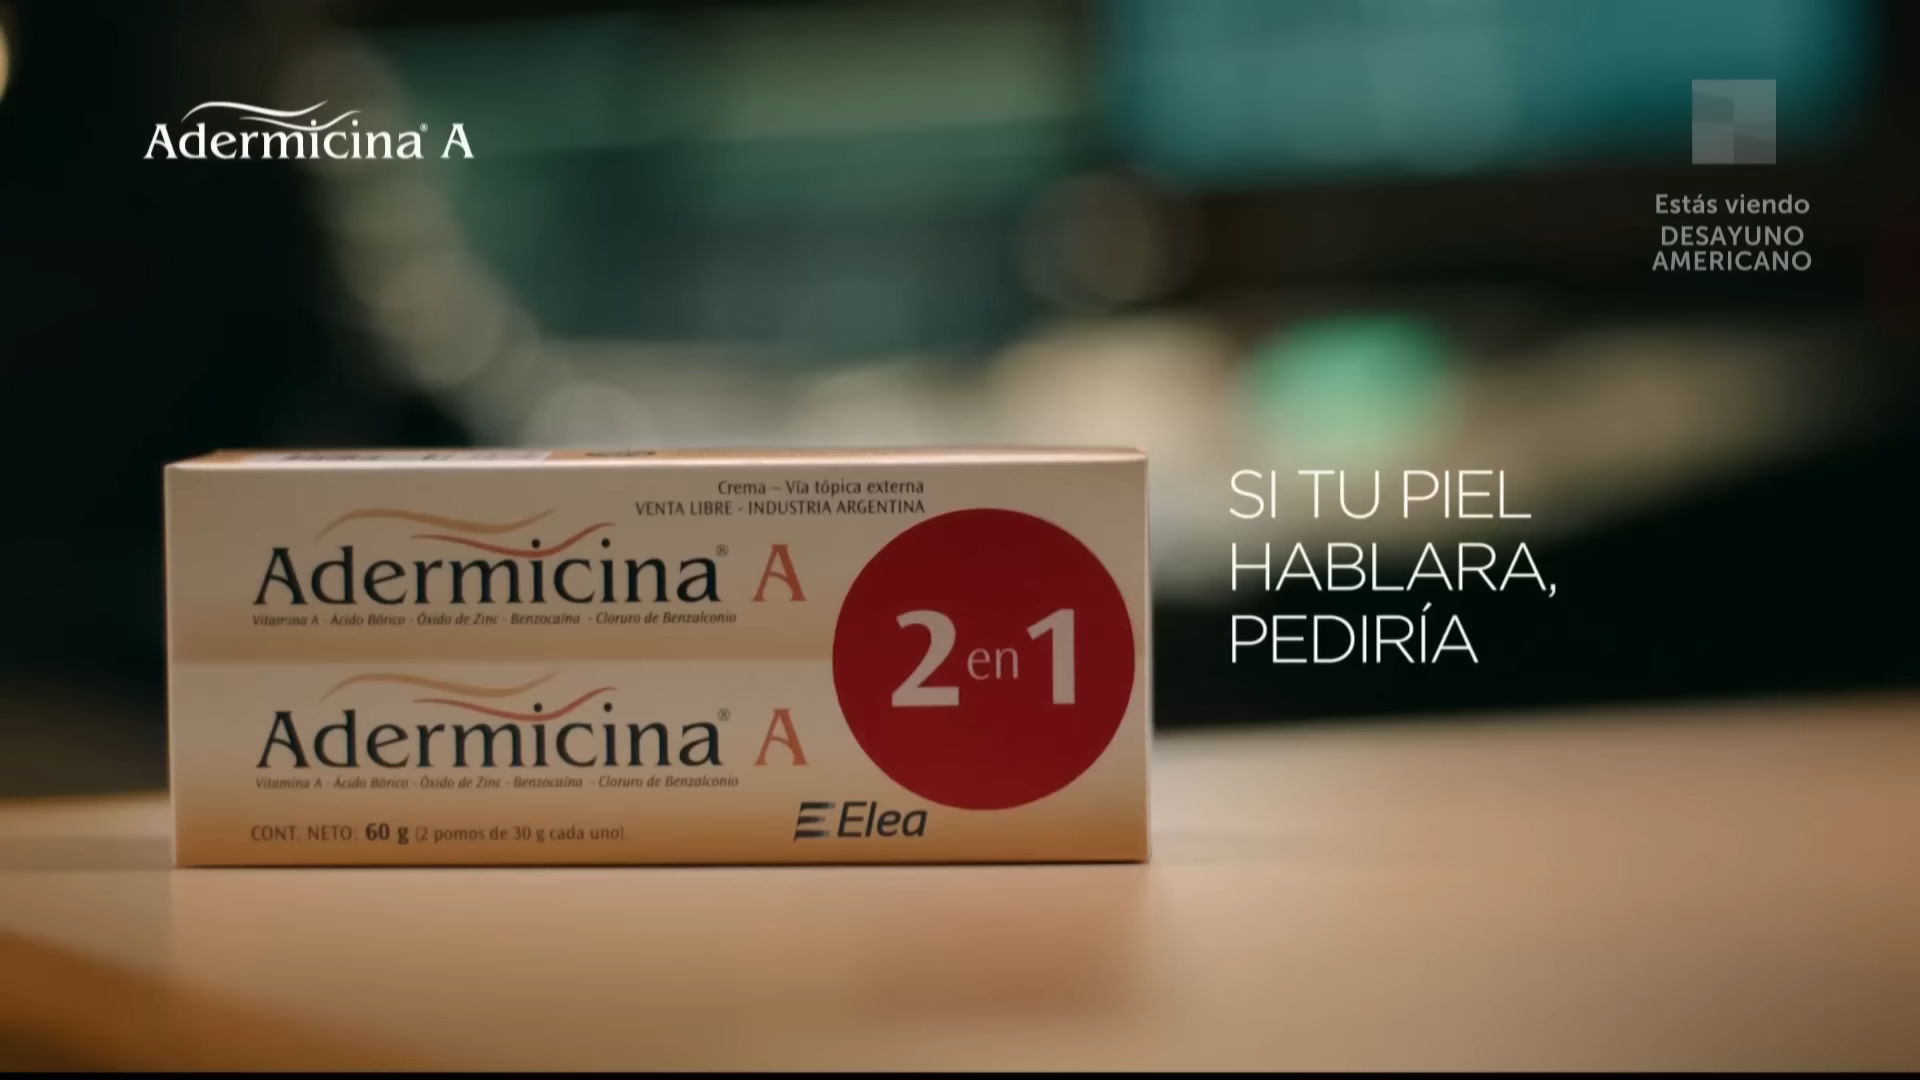 Adermicina® A
Estás viendo
DESAYUNO
AMERICANO
Crema – Vía tópica externa
VENTA LIBRE - INDUSTRIA ARGENTINA
Adermicina® A
Vitamina A - Ácido Bórico - Óxido de Zinc - Benzocaína - Cloruro de Benzalconio
2 en 1
Adermicina® A
Vitamina A - Ácido Bórico - Óxido de Zinc - Benzocaína - Cloruro de Benzalconio
Elea
CONT. NETO: 60 g (2 pomos de 30 g cada uno)
SI TU PIEL
HABLARA,
PEDIRÍA